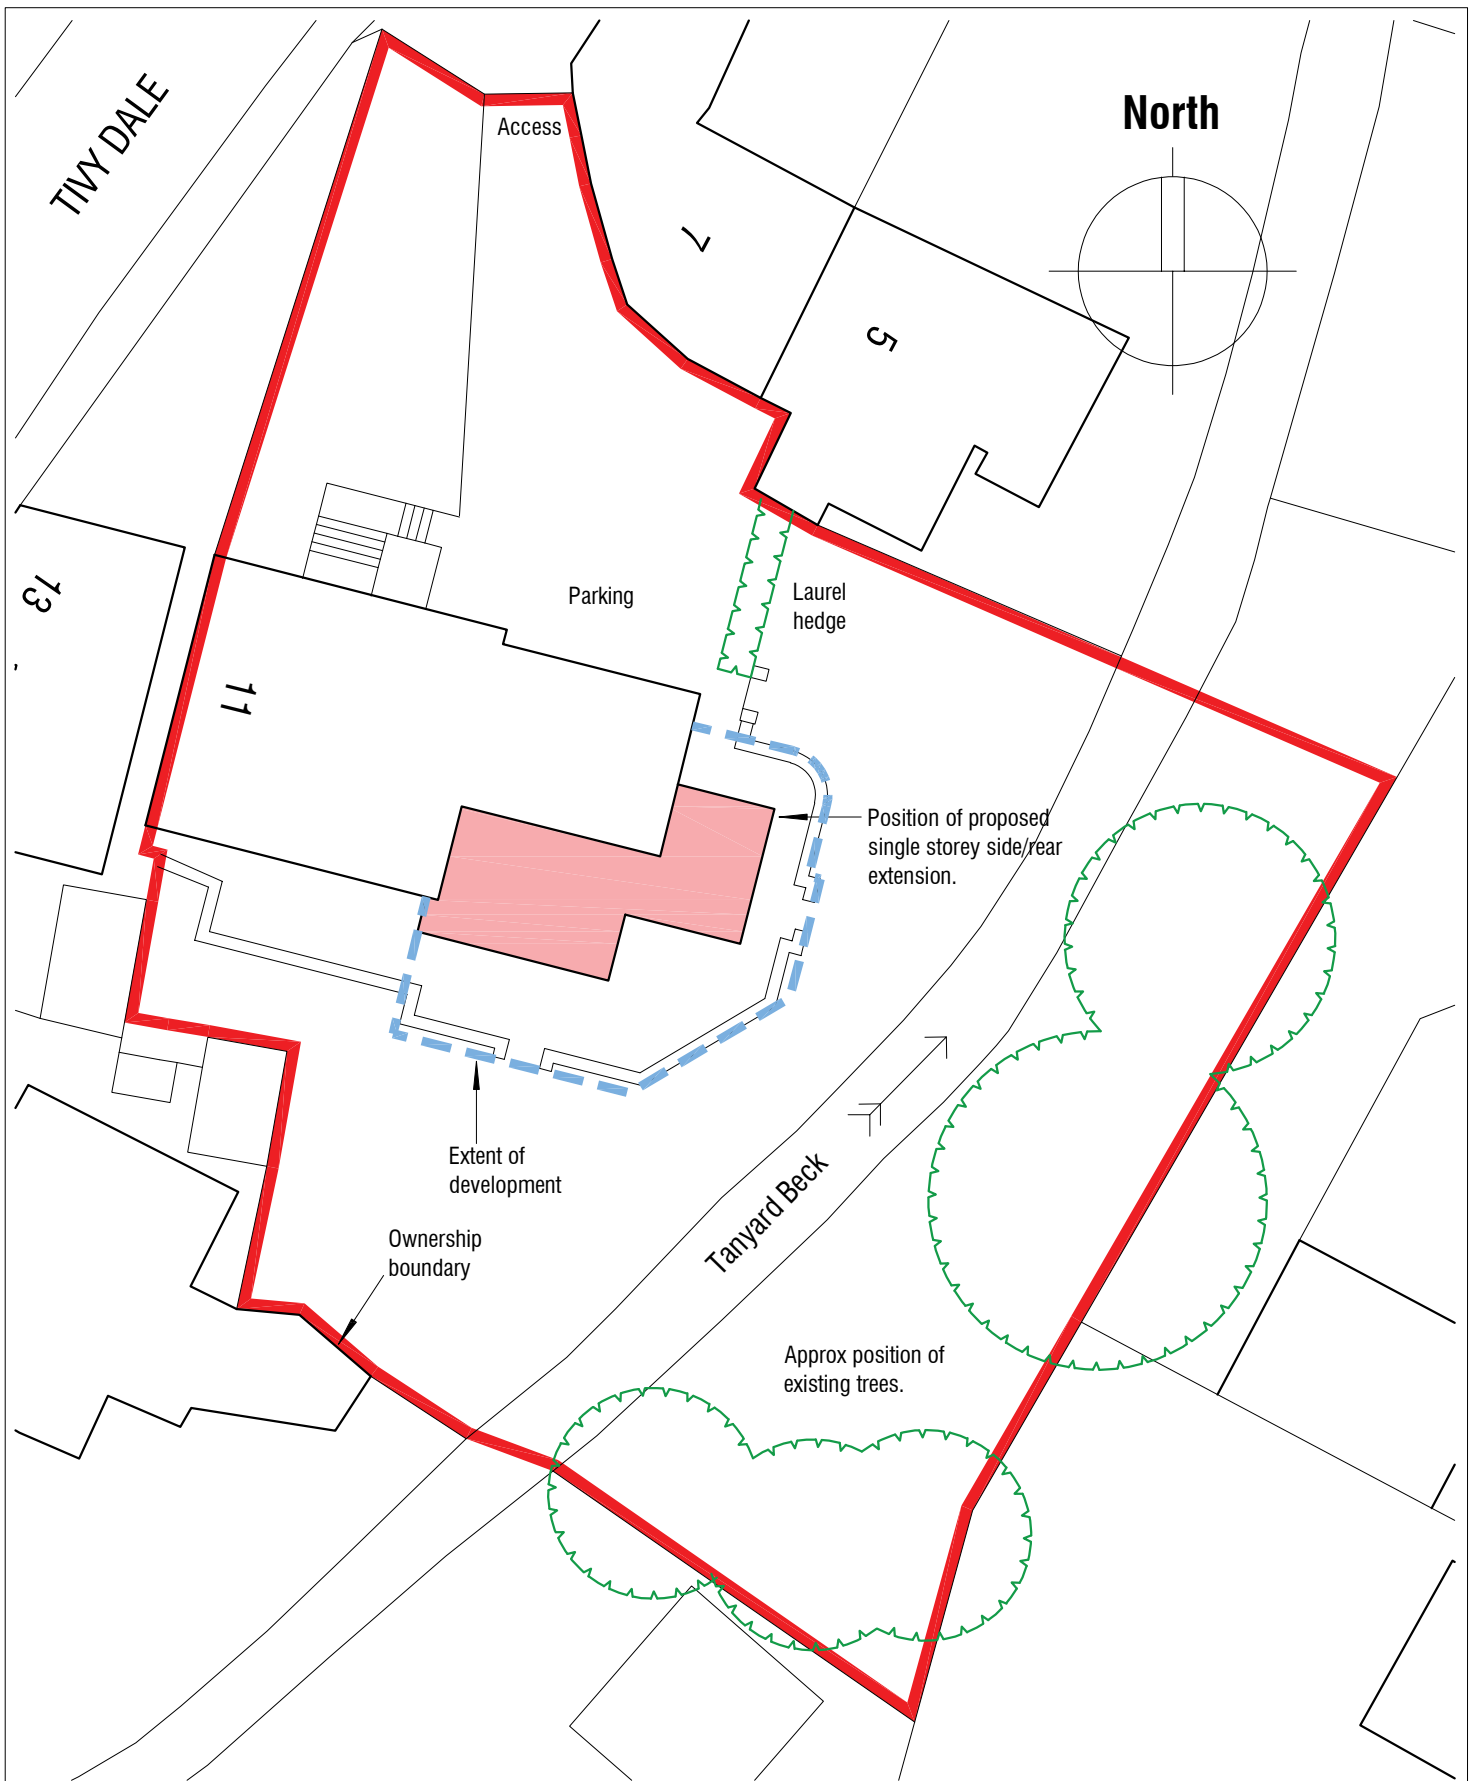 North
TIVY DALE
Access
7
5
13
Parking
Laurel
hedge
11
Position of proposed
single storey side/rear
extension.
Extent of
development
Ownership
boundary
Tanyard Beck
Approx position of
existing trees.